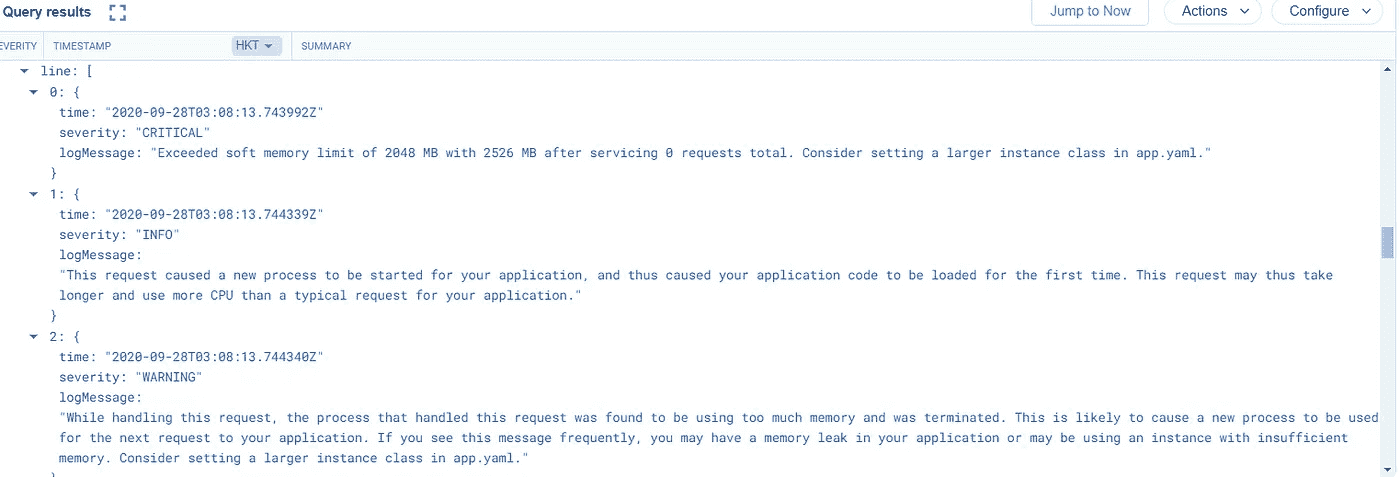 Query results
Jump to Now
Actions
Configure
EVERITY TIMESTAMP HKT SUMMARY
line: [
0: {
time: "2020-09-28T03:08:13.743992Z"
severity: "CRITICAL"
logMessage: "Exceeded soft memory limit of 2048 MB with 2526 MB after servicing 0 requests total. Consider setting a larger instance class in app.yaml."
}
1: {
time: "2020-09-28T03:08:13.744339Z"
severity: "INFO"
logMessage:
"This request caused a new process to be started for your application, and thus caused your application code to be loaded for the first time. This request may thus take
longer and use more CPU than a typical request for your application."
}
2: {
time: "2020-09-28T03:08:13.744340Z"
severity: "WARNING"
logMessage:
"While handling this request, the process that handled this request was found to be using too much memory and was terminated. This is likely to cause a new process to be used
for the next request to your application. If you see this message frequently, you may have a memory leak in your application or may be using an instance with insufficient
memory. Consider setting a larger instance class in app.yaml."
}